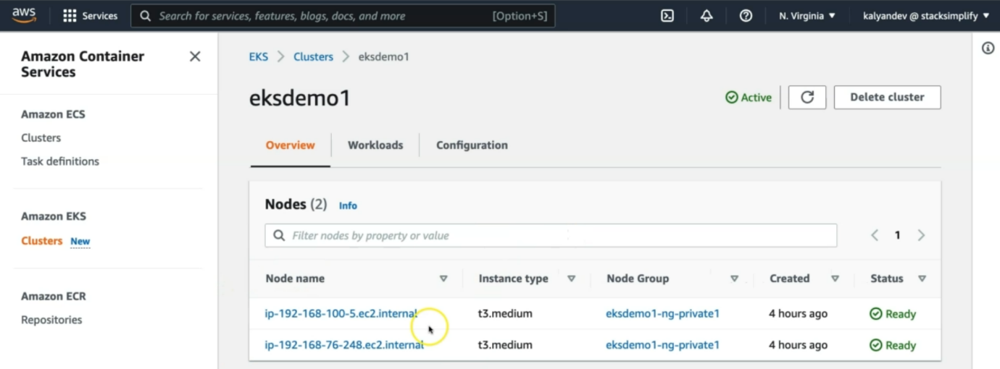 aws Services Search for services, features, blogs, docs, and more [Option+S] N. Virginia ▼ kalyandev @ stacksimplify ▼
Amazon Container
Services
Amazon ECS
Clusters
Task definitions
Amazon EKS
Clusters New
Amazon ECR
Repositories
EKS > Clusters > eksdemo1
eksdemo1
Active
Delete cluster
Overview Workloads Configuration
Nodes (2) Info
Filter nodes by property or value
< 1 >
Node name Instance type Node Group Created Status
ip-192-168-100-5.ec2.internal t3.medium eksdemo1-ng-private1 4 hours ago Ready
ip-192-168-76-248.ec2.internal t3.medium eksdemo1-ng-private1 4 hours ago Ready